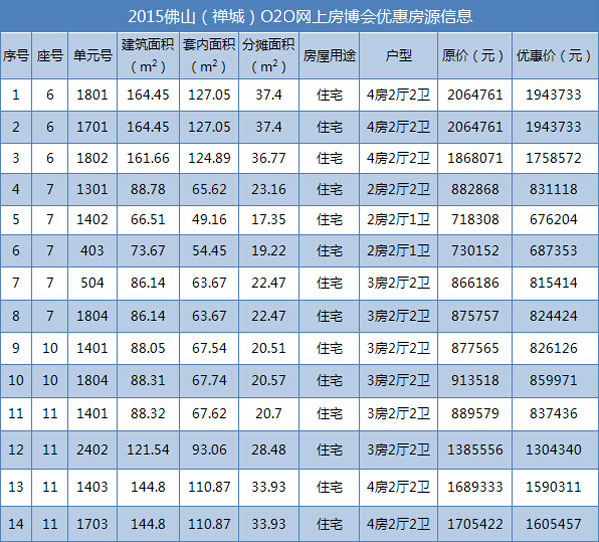 2015佛山（禅城）O2O网上房博会优惠房源信息
序号 座号 单元号 建筑面积（m²） 套内面积（m²） 分摊面积（m²） 房屋用途 户型 原价（元） 优惠价（元）
1 6 1801 164.45 127.05 37.4 住宅 4房2厅2卫 2064761 1943733
2 6 1701 164.45 127.05 37.4 住宅 4房2厅2卫 2064761 1943733
3 6 1802 161.66 124.89 36.77 住宅 4房2厅2卫 1868071 1758572
4 7 1301 88.78 65.62 23.16 住宅 2房2厅2卫 882868 831118
5 7 1402 66.51 49.16 17.35 住宅 2房2厅1卫 718308 676204
6 7 403 73.67 54.45 19.22 住宅 2房2厅1卫 730152 687353
7 7 504 86.14 63.67 22.47 住宅 3房2厅2卫 866186 815414
8 7 1804 86.14 63.67 22.47 住宅 3房2厅2卫 875757 824424
9 10 1401 88.05 67.54 20.51 住宅 3房2厅2卫 877565 826126
10 10 1804 88.31 67.74 20.57 住宅 3房2厅2卫 913518 859971
11 11 1401 88.32 67.62 20.7 住宅 3房2厅2卫 889579 837436
12 11 2402 121.54 93.06 28.48 住宅 3房2厅2卫 1385556 1304340
13 11 1403 144.8 110.87 33.93 住宅 4房2厅2卫 1689333 1590311
14 11 1703 144.8 110.87 33.93 住宅 4房2厅2卫 1705422 1605457